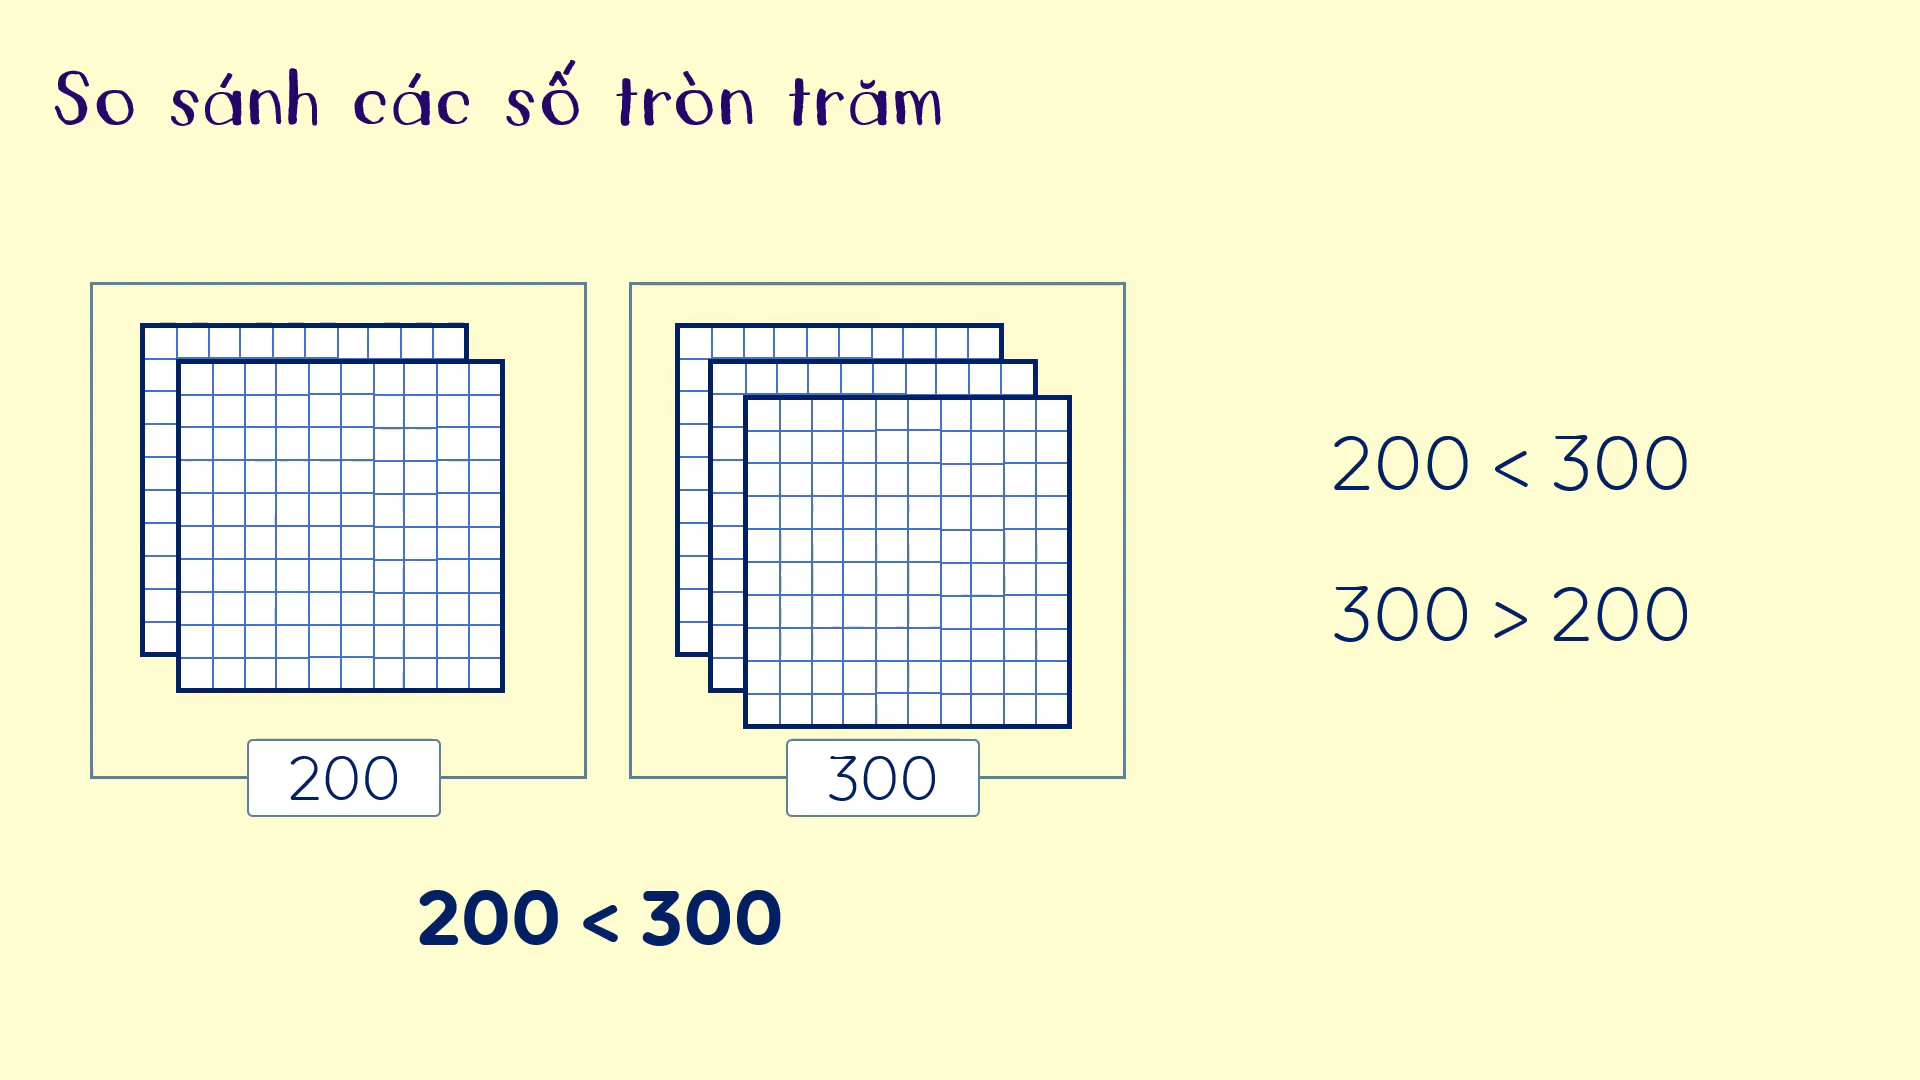 So sánh các số tròn trăm
200
300
200 < 300
200 < 300
300 > 200